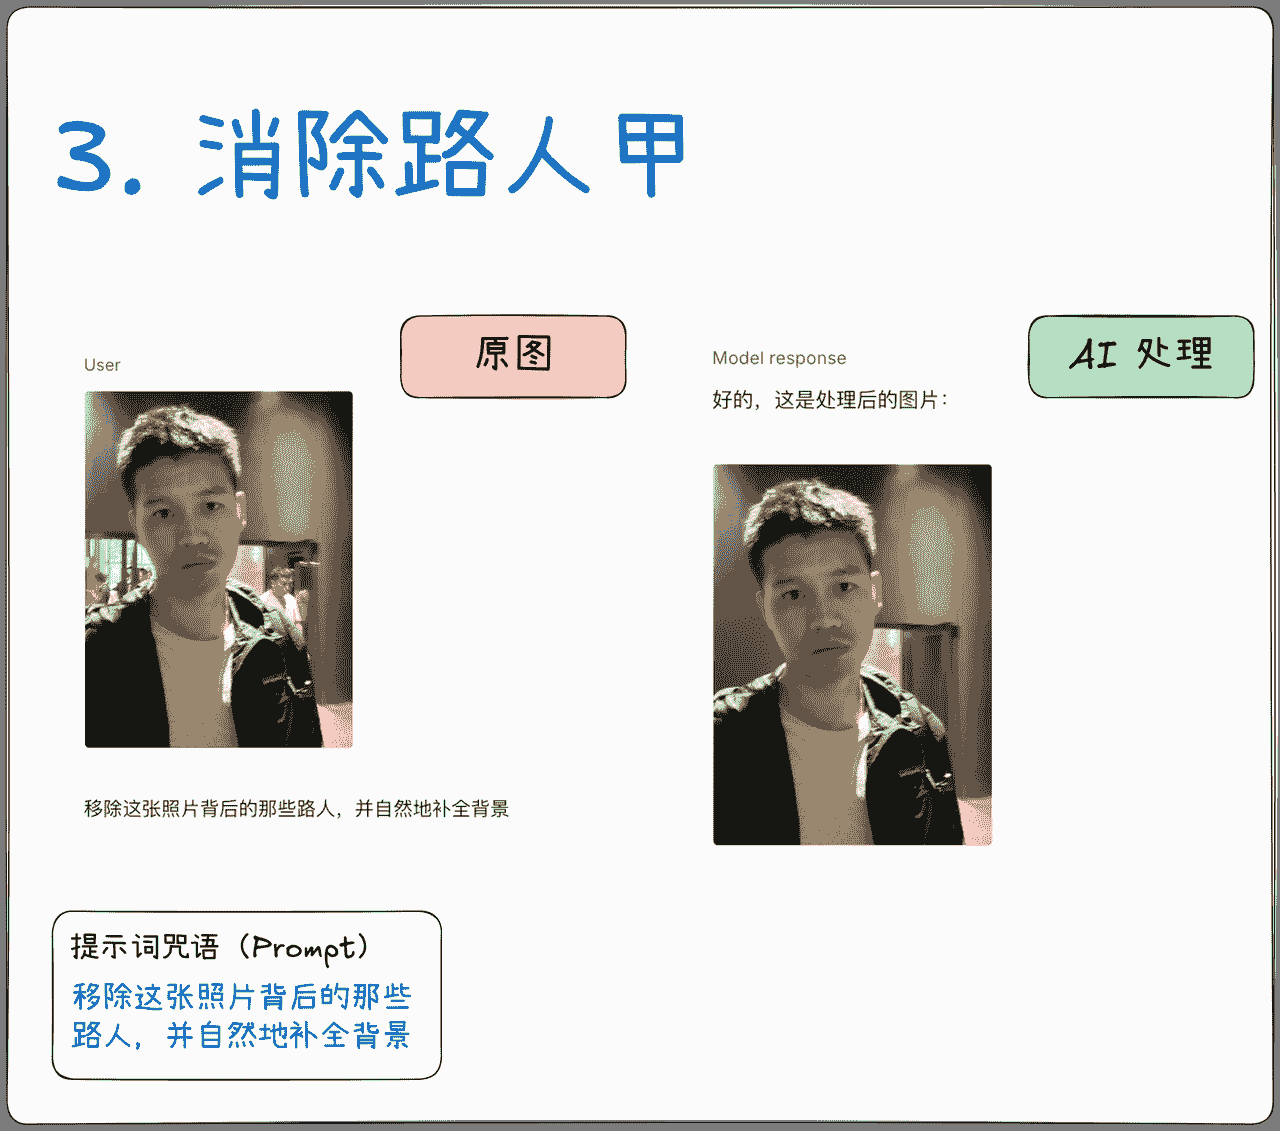 3. 消除路人甲
原图
AI 处理
User
Model response
好的，这是处理后的图片：
移除这张照片背后的那些路人，并自然地补全背景
提示词咒语（Prompt）
移除这张照片背后的那些
路人，并自然地补全背景